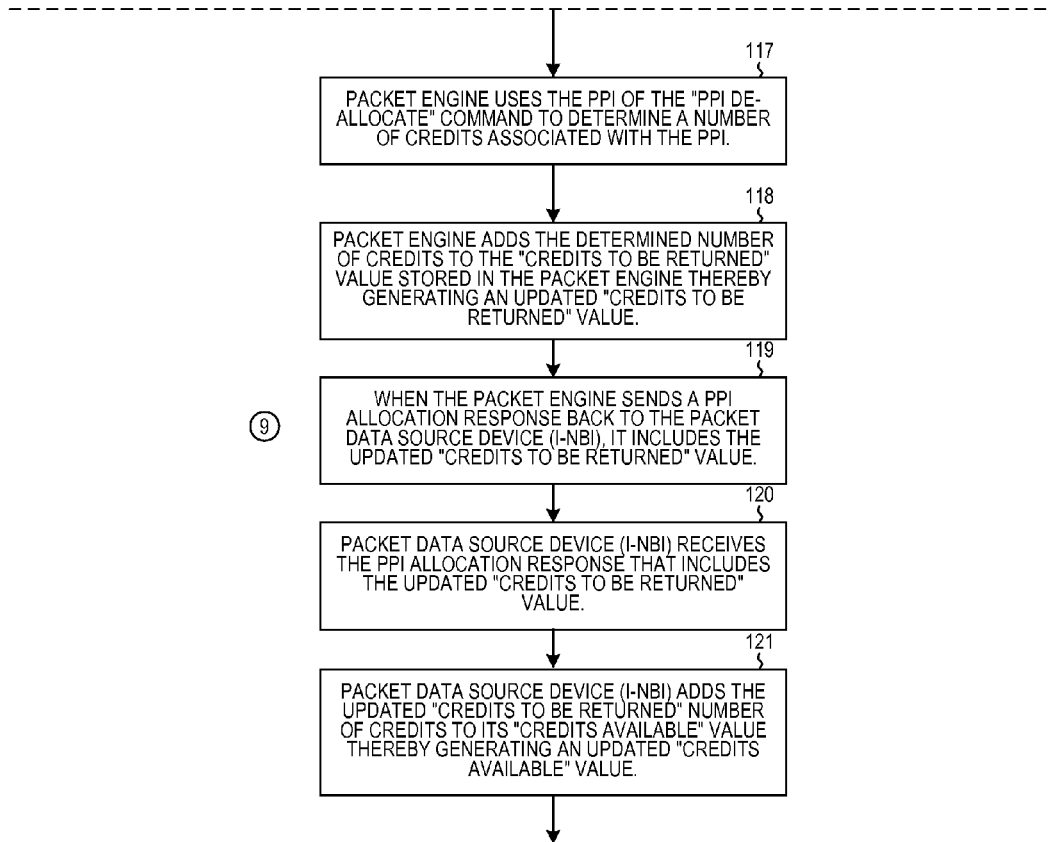 117
PACKET ENGINE USES THE PPI OF THE "PPI DE-
ALLOCATE" COMMAND TO DETERMINE A NUMBER
OF CREDITS ASSOCIATED WITH THE PPI.
118
PACKET ENGINE ADDS THE DETERMINED NUMBER
OF CREDITS TO THE "CREDITS TO BE RETURNED"
VALUE STORED IN THE PACKET ENGINE THEREBY
GENERATING AN UPDATED "CREDITS TO BE
RETURNED" VALUE.
119
9
WHEN THE PACKET ENGINE SENDS A PPI
ALLOCATION RESPONSE BACK TO THE PACKET
DATA SOURCE DEVICE (I-NBI), IT INCLUDES THE
UPDATED "CREDITS TO BE RETURNED" VALUE.
120
PACKET DATA SOURCE DEVICE (I-NBI) RECEIVES
THE PPI ALLOCATION RESPONSE THAT INCLUDES
THE UPDATED "CREDITS TO BE RETURNED"
VALUE.
121
PACKET DATA SOURCE DEVICE (I-NBI) ADDS THE
UPDATED "CREDITS TO BE RETURNED" NUMBER
OF CREDITS TO ITS "CREDITS AVAILABLE" VALUE
THEREBY GENERATING AN UPDATED "CREDITS
AVAILABLE" VALUE.